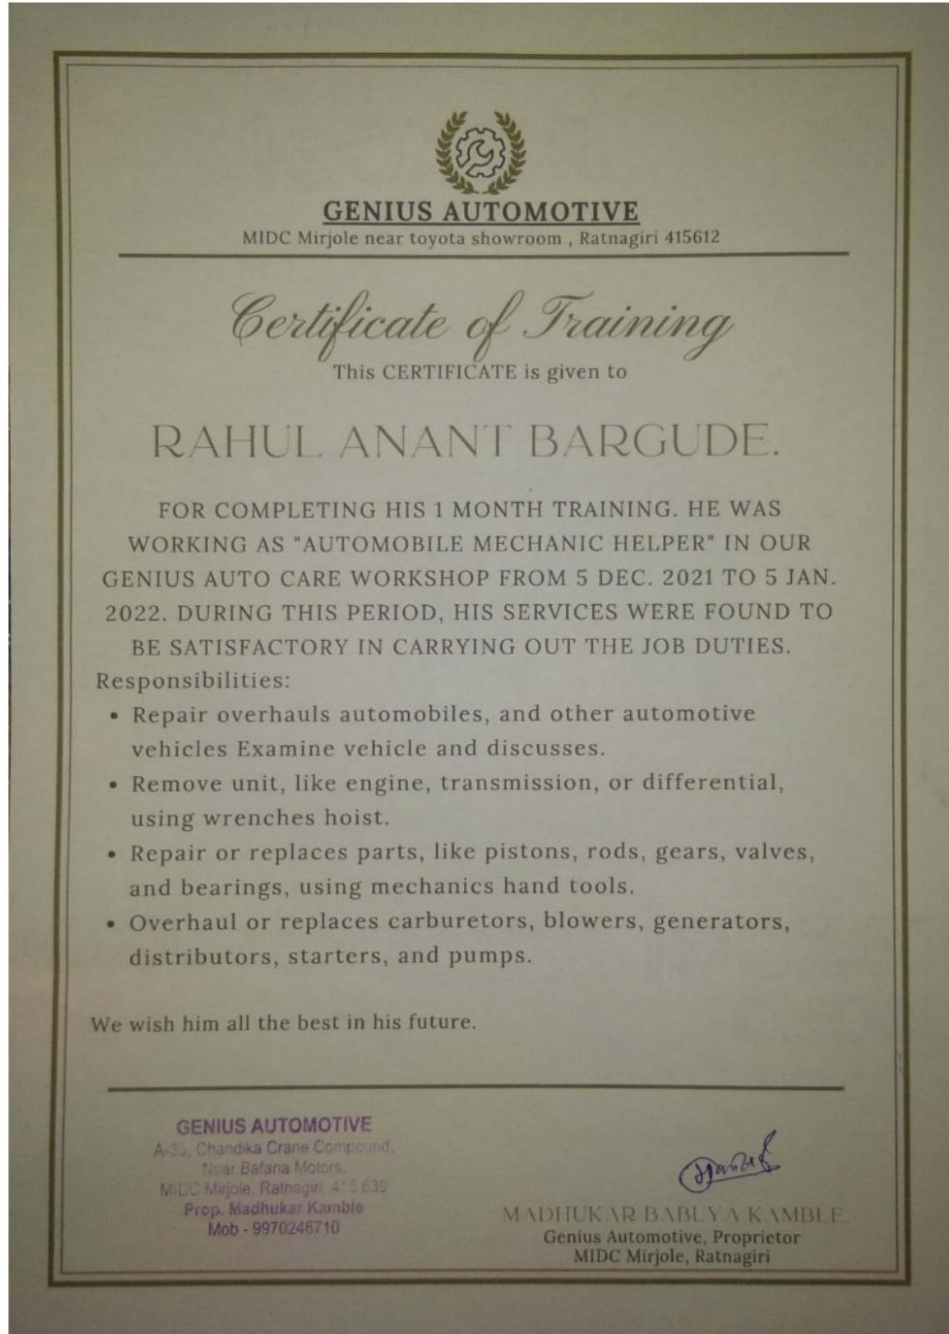 GENIUS AUTOMOTIVE
MIDC Mirjole near toyota showroom , Ratnagiri 415612
Certificate of Training
This CERTIFICATE is given to
RAHUL ANANT BARGUDE.
FOR COMPLETING HIS 1 MONTH TRAINING. HE WAS
WORKING AS "AUTOMOBILE MECHANIC HELPER" IN OUR
GENIUS AUTO CARE WORKSHOP FROM 5 DEC. 2021 TO 5 JAN.
2022. DURING THIS PERIOD, HIS SERVICES WERE FOUND TO
BE SATISFACTORY IN CARRYING OUT THE JOB DUTIES.
Responsibilities:
• Repair overhauls automobiles, and other automotive
vehicles Examine vehicle and discusses.
• Remove unit, like engine, transmission, or differential,
using wrenches hoist.
• Repair or replaces parts, like pistons, rods, gears, valves,
and bearings, using mechanics hand tools.
• Overhaul or replaces carburetors, blowers, generators,
distributors, starters, and pumps.
We wish him all the best in his future.
GENIUS AUTOMOTIVE
Chandika Crane Compound,
Near Bafana Motors,
MIDC Mirjole, Ratnagiri. 415 639
Prop. Madhukar Kamble
Mob - 9970246710
MADHUKAR BABLYA KAMBLE.
Genius Automotive, Proprietor
MIDC Mirjole, Ratnagiri